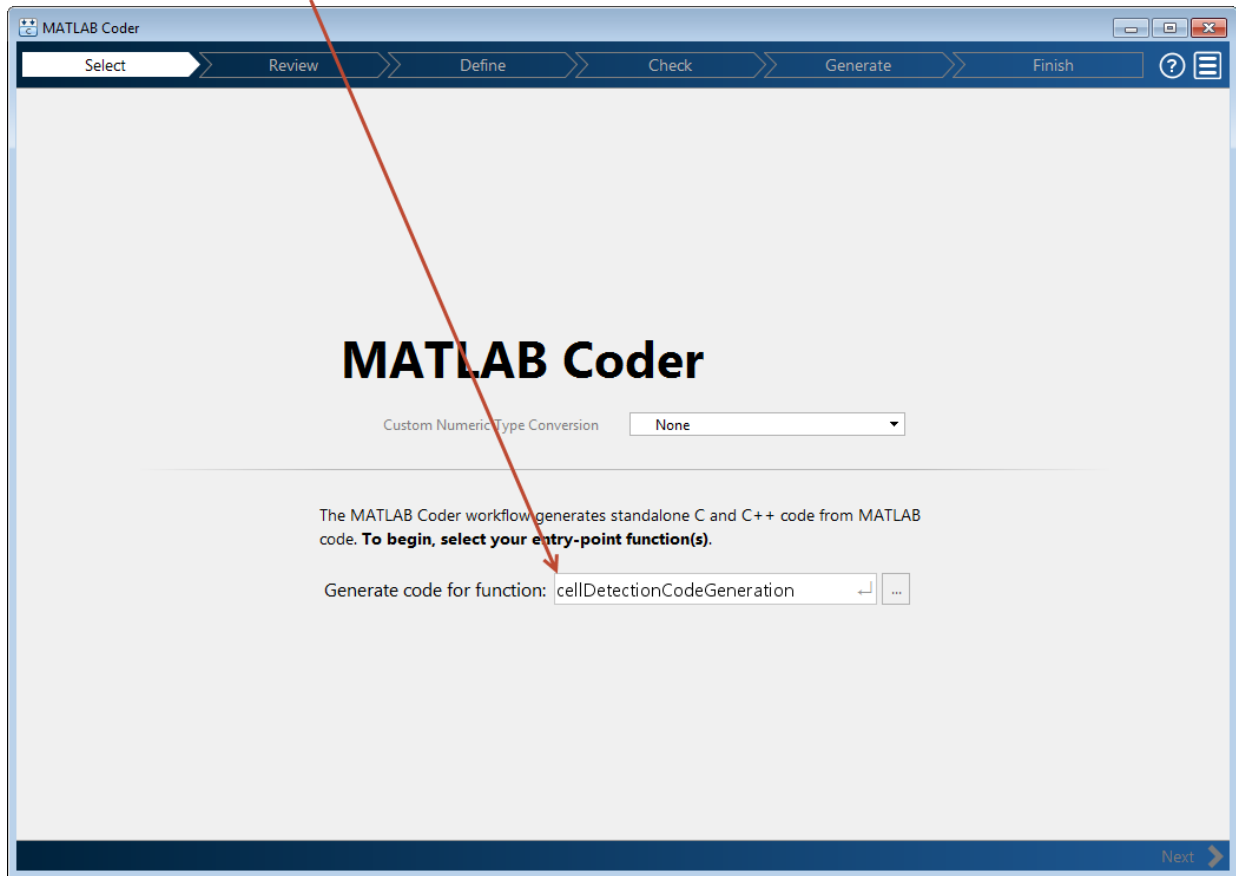 MATLAB Coder
Select Review Define Check Generate Finish
MATLAB Coder
Custom Numeric Type Conversion None
The MATLAB Coder workflow generates standalone C and C++ code from MATLAB
code. To begin, select your entry-point function(s).
Generate code for function: cellDetectionCodeGeneration ...
Next